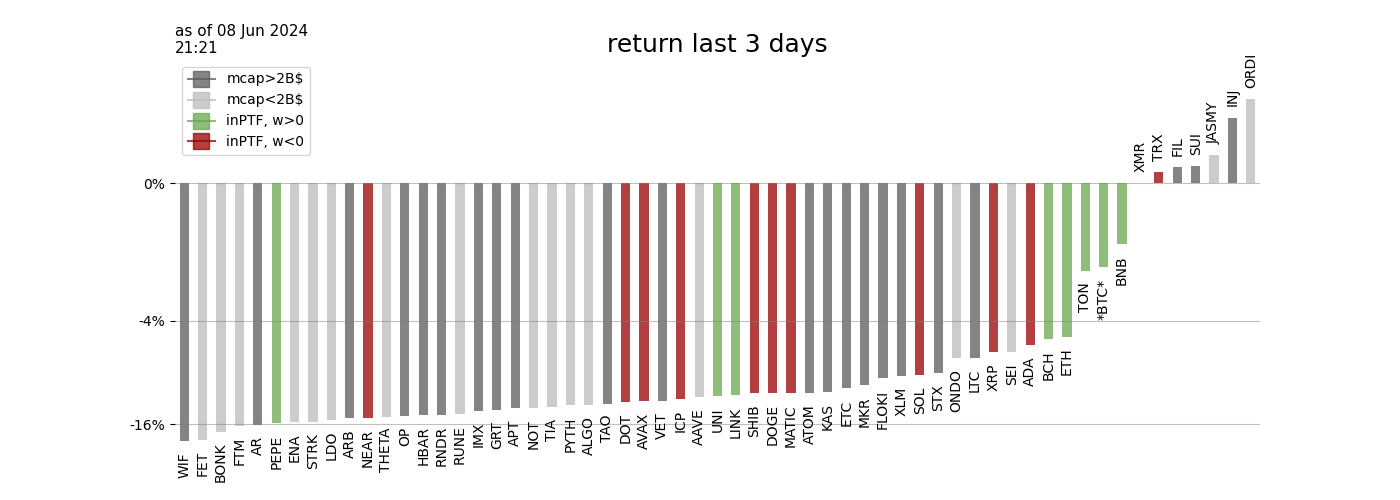 as of 08 Jun 2024
21:21
return last 3 days
mcap>2B$
mcap<2B$
inPTF, w>0
inPTF, w<0
0%
-4%
-16%
WIF
FET
BONK
FTM
AR
PEPE
ENA
STRK
LDO
ARB
NEAR
THETA
OP
HBAR
RNDR
RUNE
IMX
GRT
APT
NOT
TIA
PYTH
ALGO
TAO
DOT
AVAX
VET
ICP
AAVE
UNI
LINK
SHIB
DOGE
MATIC
ATOM
KAS
ETC
MKR
FLOKI
XLM
SOL
STX
ONDO
LTC
XRP
SEI
ADA
BCH
ETH
TON
*BTC*
BNB
XMR
TRX
FIL
SUI
JASMY
INJ
ORDI